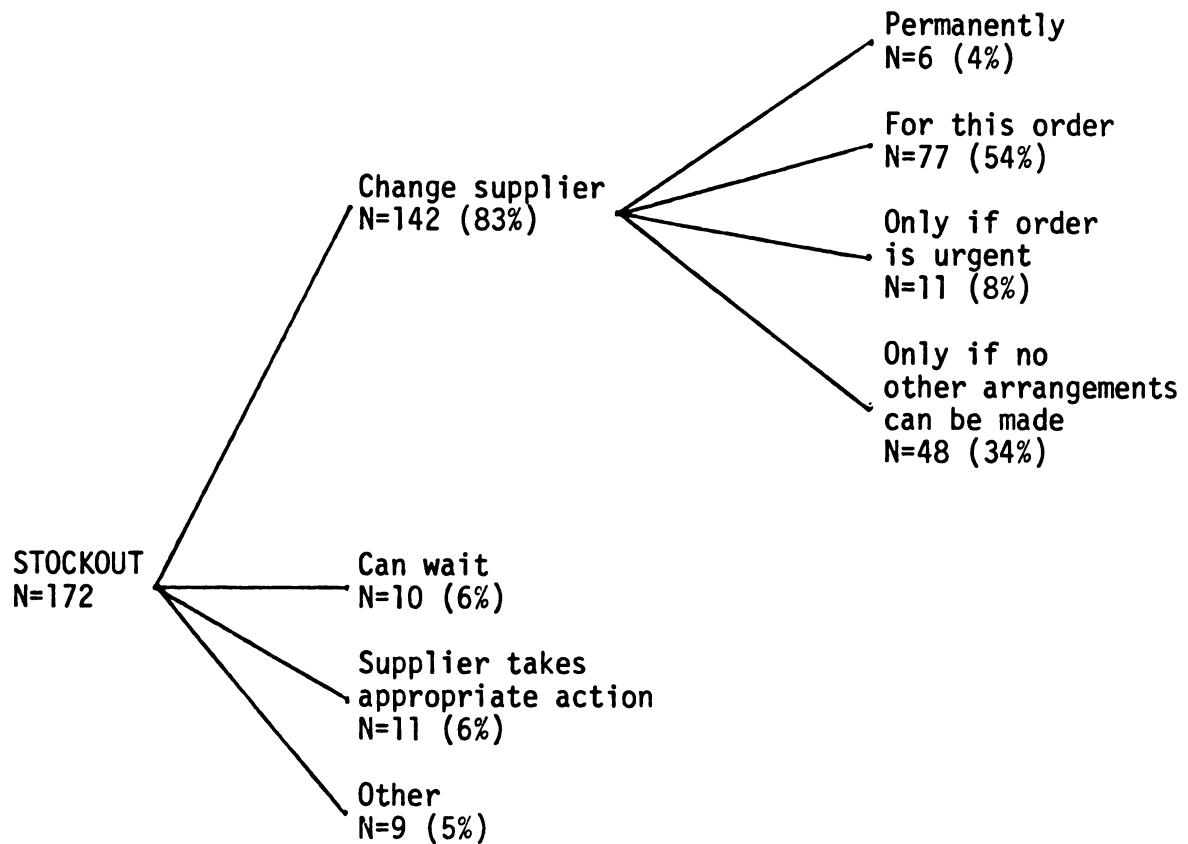 Permanently
N=6 (4%)
For this order
N=77 (54%)
Change supplier
N=142 (83%)
Only if order
is urgent
N=11 (8%)
Only if no
other arrangements
can be made
N=48 (34%)
STOCKOUT
N=172
Can wait
N=10 (6%)
Supplier takes
appropriate action
N=11 (6%)
Other
N=9 (5%)